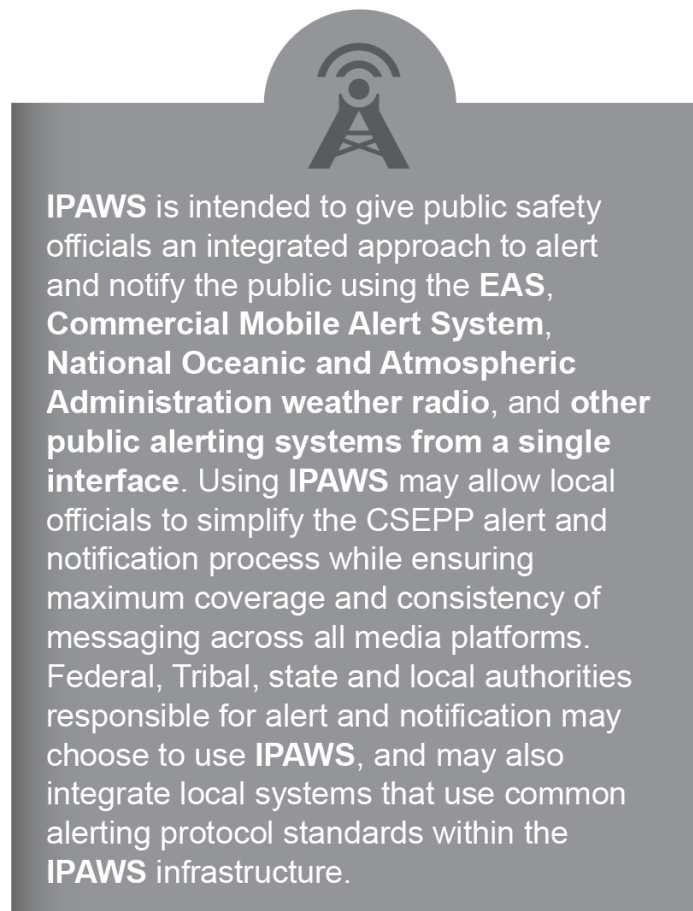 IPAWS is intended to give public safety
officials an integrated approach to alert
and notify the public using the EAS,
Commercial Mobile Alert System,
National Oceanic and Atmospheric
Administration weather radio, and other
public alerting systems from a single
interface. Using IPAWS may allow local
officials to simplify the CSEPP alert and
notification process while ensuring
maximum coverage and consistency of
messaging across all media platforms.
Federal, Tribal, state and local authorities
responsible for alert and notification may
choose to use IPAWS, and may also
integrate local systems that use common
alerting protocol standards within the
IPAWS infrastructure.